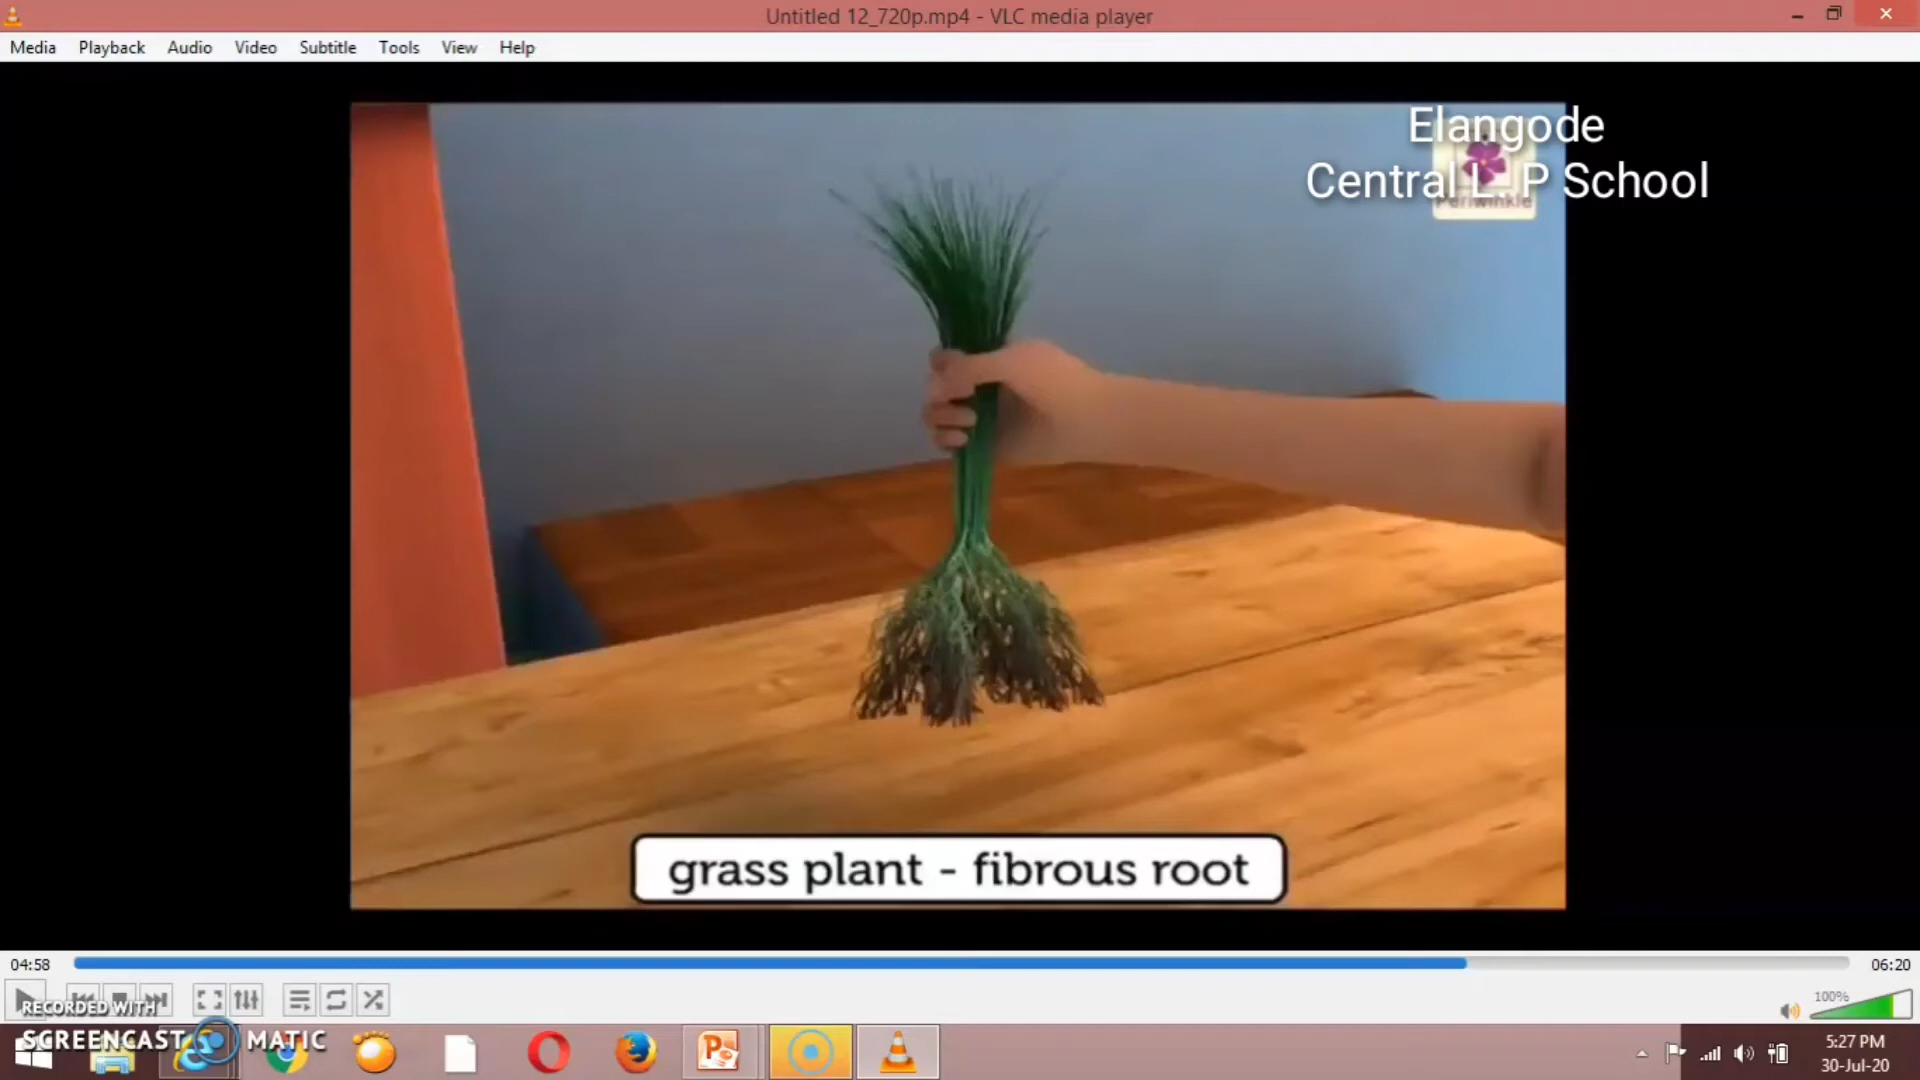 Untitled 12_720p.mp4 - VLC media player
Media Playback Audio Video Subtitle Tools View Help
Elangode
Central L. P School
Periwinkle
grass plant - fibrous root
04:58
06:20
100%
RECORDED WITH
SCREENCAST MATIC
5:27 PM
30-Jul-20